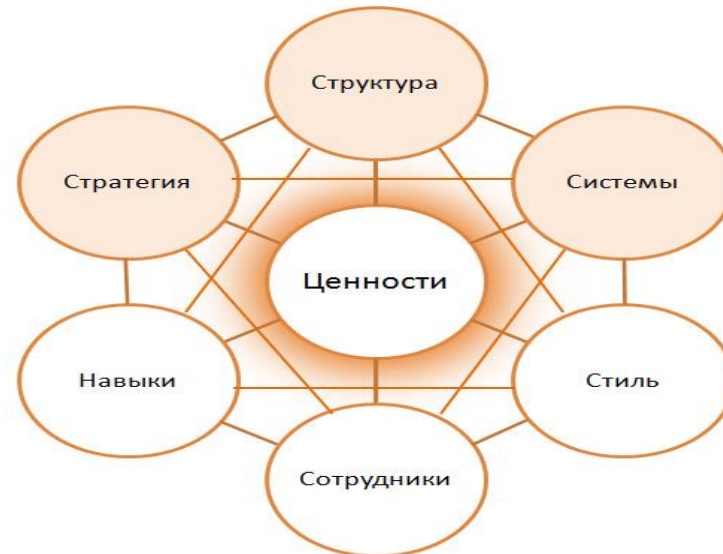 Структура
Стратегия
Системы
Ценности
Навыки
Стиль
Сотрудники